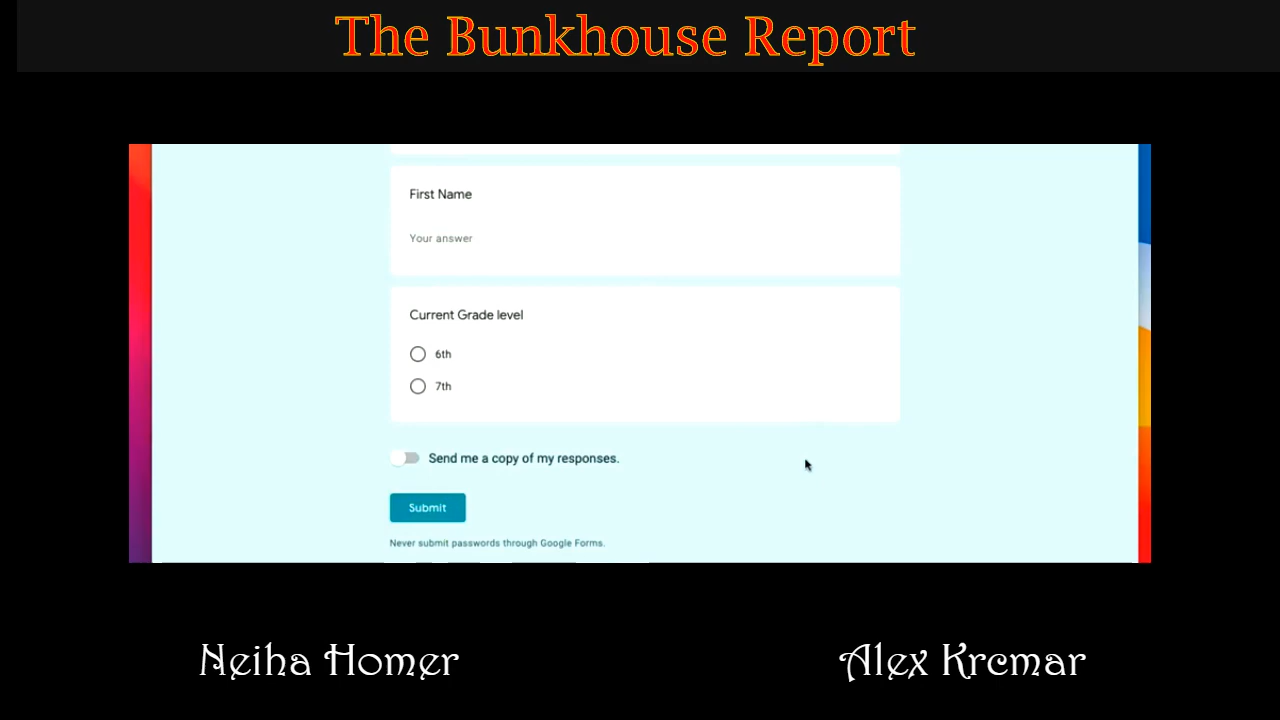 The Bunkhouse Report
First Name
Your answer
Current Grade level
6th
7th
Send me a copy of my responses.
Submit
Never submit passwords through Google Forms.
Neiha Homer
Alex Krcmar